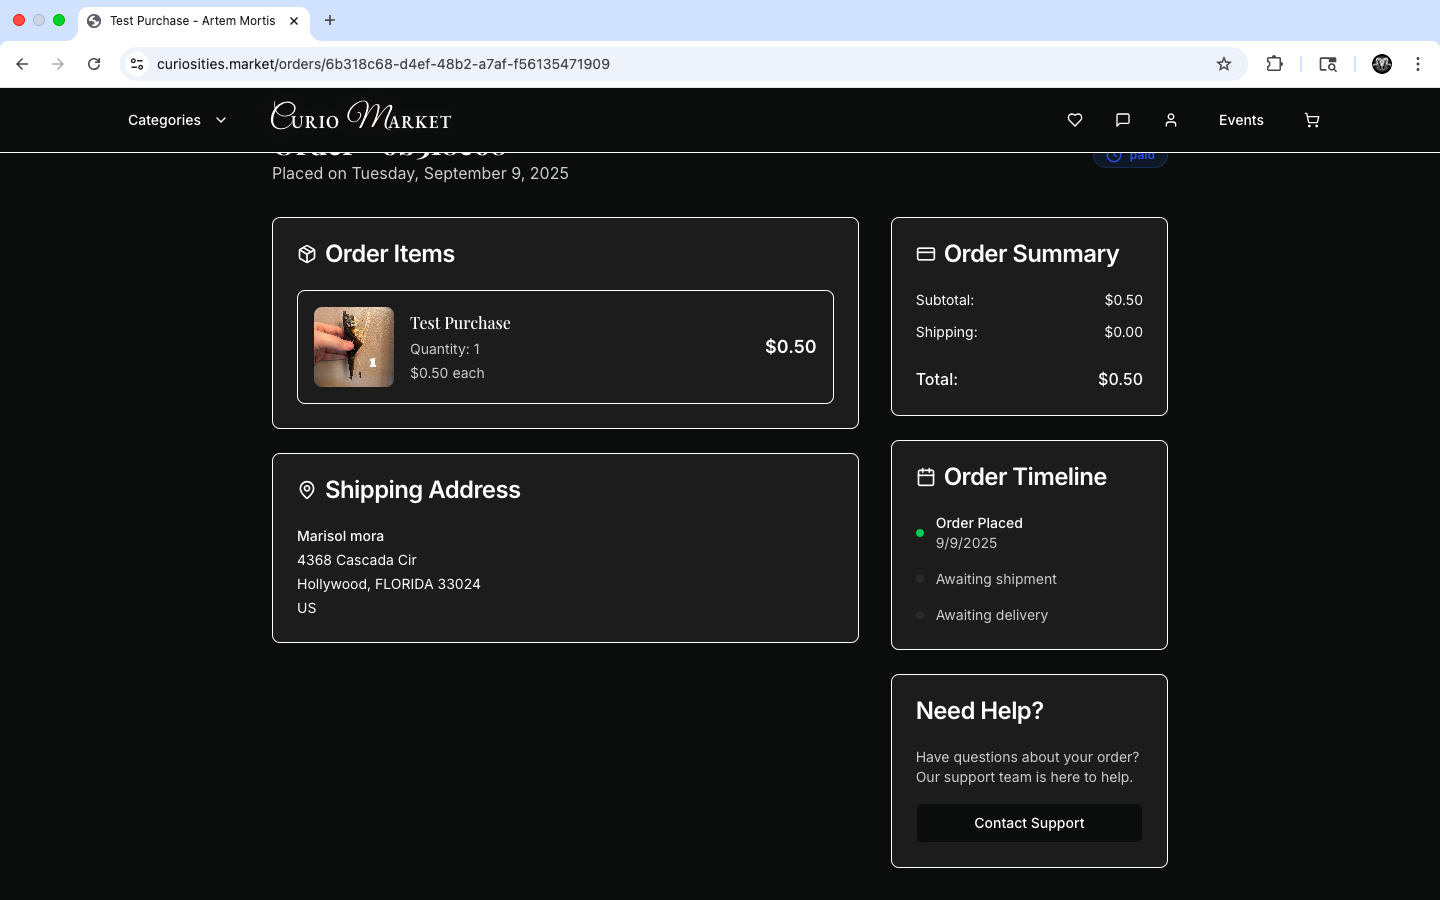 Test Purchase - Artem Mortis
curiosities.market/orders/6b318c68-d4ef-48b2-a7af-f56135471909
Categories
Curio Market
Events
paid
Placed on Tuesday, September 9, 2025
Order Items
Test Purchase
Quantity: 1
$0.50 each
$0.50
1
Shipping Address
Marisol mora
4368 Cascada Cir
Hollywood, FLORIDA 33024
US
Order Summary
Subtotal: $0.50
Shipping: $0.00
Total: $0.50
Order Timeline
Order Placed
9/9/2025
Awaiting shipment
Awaiting delivery
Need Help?
Have questions about your order?
Our support team is here to help.
Contact Support